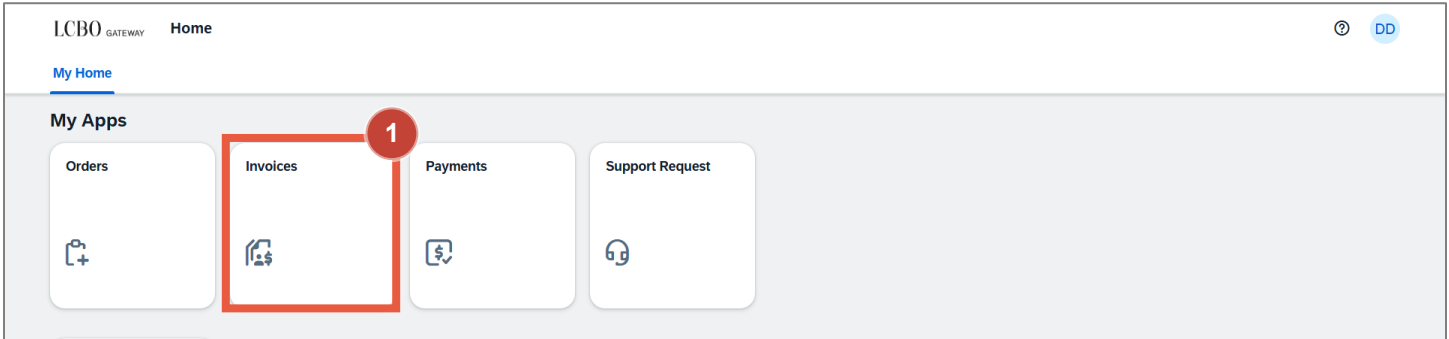 LCBO GATEWAY Home
DD
My Home
My Apps
1
Orders
Invoices
Payments
Support Request